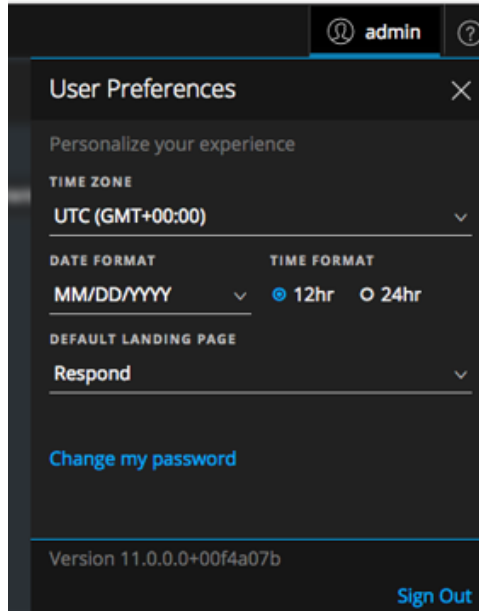 admin ?
User Preferences
Personalize your experience
TIME ZONE
UTC (GMT+00:00)
DATE FORMAT TIME FORMAT
MM/DD/YYYY 12hr 24hr
DEFAULT LANDING PAGE
Respond
Change my password
Version 11.0.0.0+00f4a07b
Sign Out